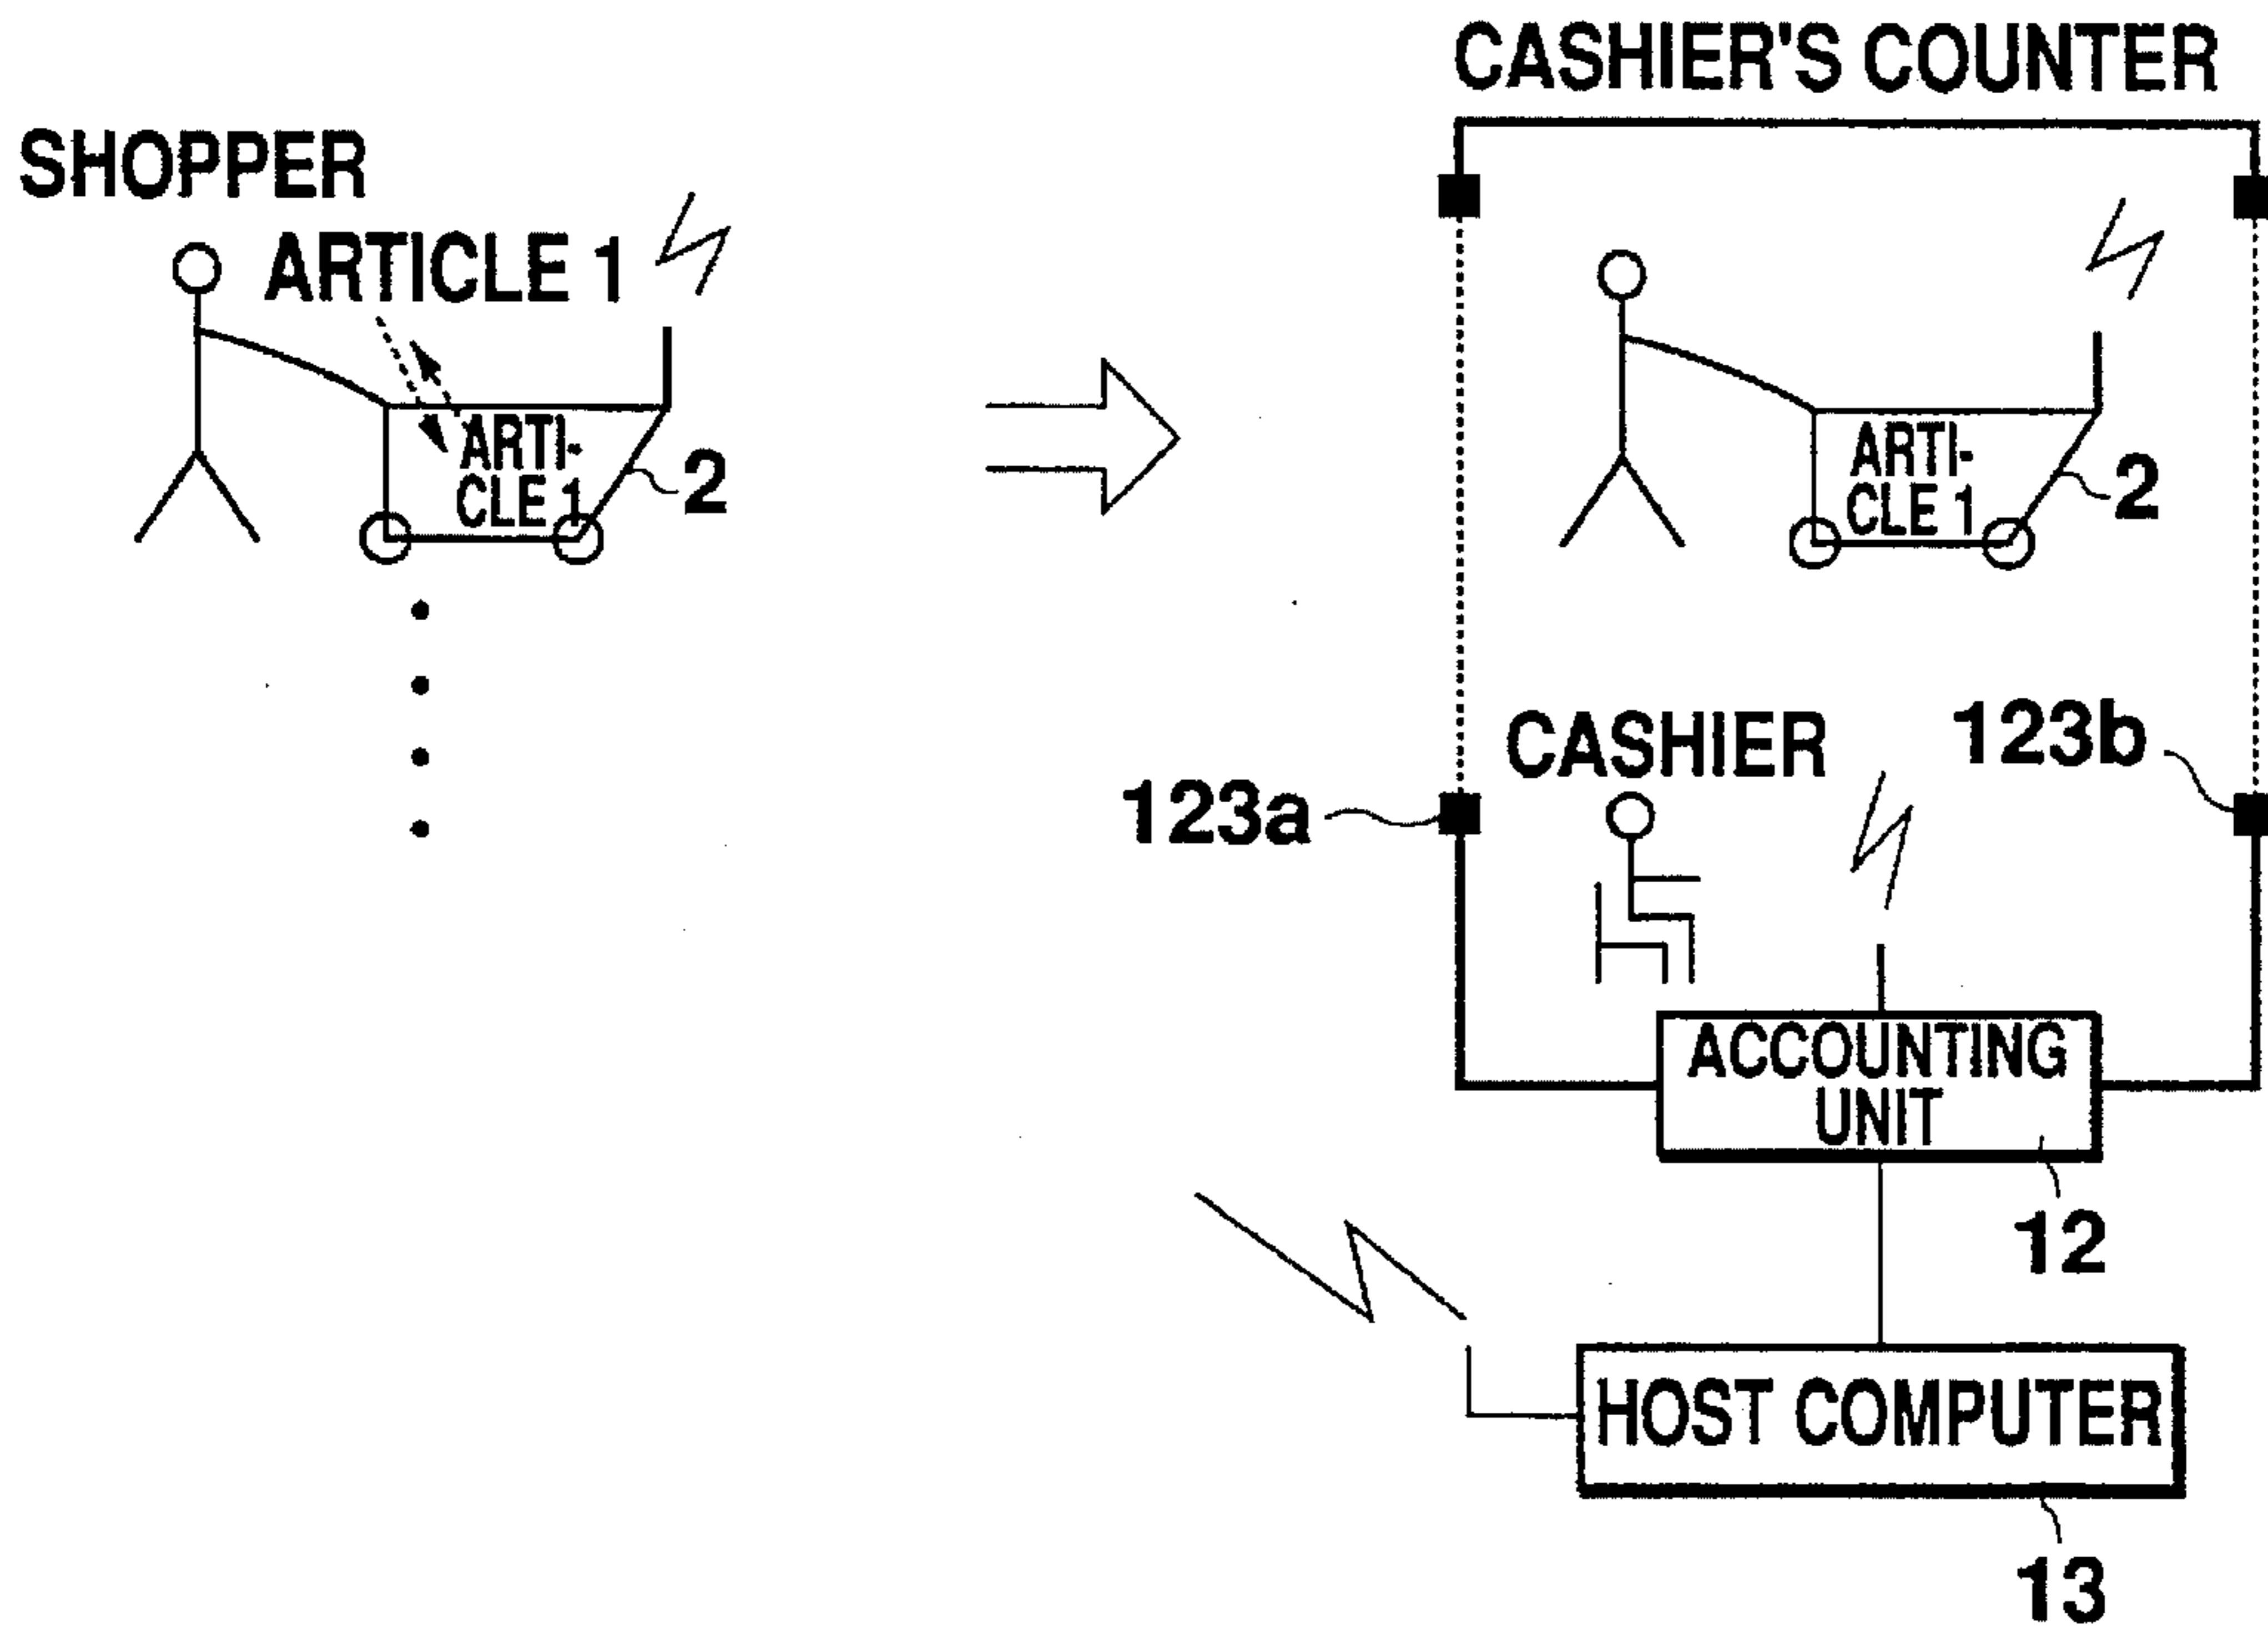 CASHIER'S COUNTER
SHOPPER
ARTICLE 1
ARTI-
CLE 1
2
ARTI-
CLE 1
2
CASHIER
123b
123a
ACCOUNTING
UNIT
12
HOST COMPUTER
13